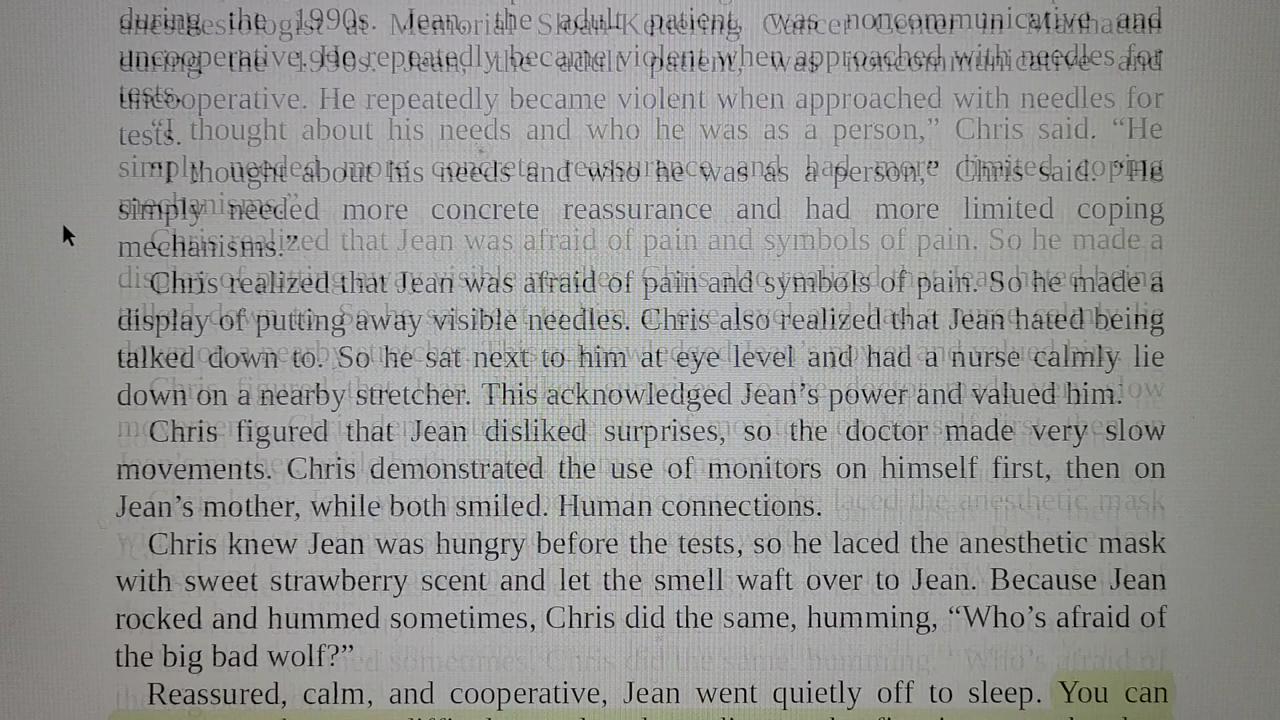 anesthesiologist at Memorial Sloan-Kettering Cancer Center in Manhattan
during the 1990s. Jean, the adult patient, was noncommunicative and
uncooperative. He repeatedly became violent when approached with needles for
tests.
“I thought about his needs and who he was as a person,” Chris said. “He
simply needed more concrete reassurance and had more limited coping
mechanisms.”
Chris realized that Jean was afraid of pain and symbols of pain. So he made a
display of putting away visible needles. Chris also realized that Jean hated being
talked down to. So he sat next to him at eye level and had a nurse calmly lie
down on a nearby stretcher. This acknowledged Jean’s power and valued him.
Chris figured that Jean disliked surprises, so the doctor made very slow
movements. Chris demonstrated the use of monitors on himself first, then on
Jean’s mother, while both smiled. Human connections.
Chris knew Jean was hungry before the tests, so he laced the anesthetic mask
with sweet strawberry scent and let the smell waft over to Jean. Because Jean
rocked and hummed sometimes, Chris did the same, humming, “Who’s afraid of
the big bad wolf?”
Reassured, calm, and cooperative, Jean went quietly off to sleep. You can